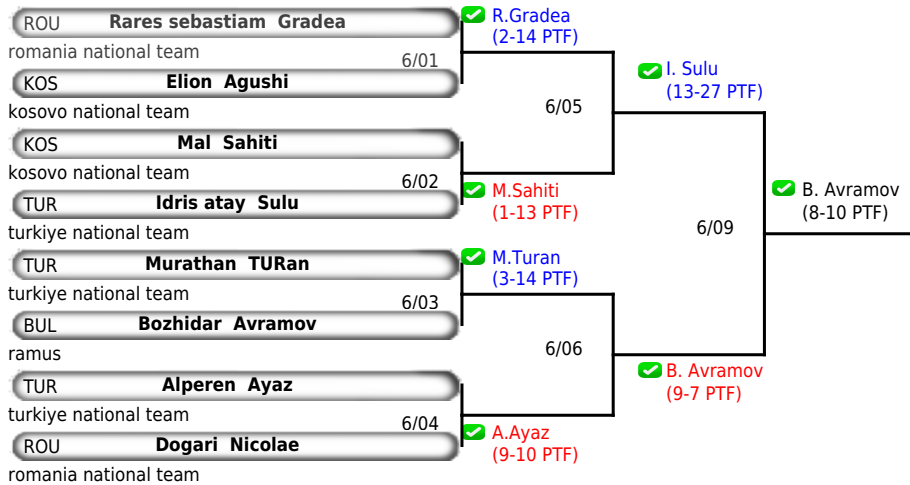 ROU Rares sebastiam Gradea
romania national team
6/01
KOS Elion Agushi
kosovo national team
KOS Mal Sahiti
kosovo national team
6/02
TUR Idris atay Sulu
turkiye national team
TUR Murathan TURan
turkiye national team
6/03
BUL Bozhidar Avramov
ramus
TUR Alperen Ayaz
turkiye national team
6/04
ROU Dogari Nicolae
romania national team
R.Gradea
(2-14 PTF)
6/05
M.Sahiti
(1-13 PTF)
M.Turan
(3-14 PTF)
6/06
A.Ayaz
(9-10 PTF)
I. Sulu
(13-27 PTF)
6/09
B. Avramov
(9-7 PTF)
B. Avramov
(8-10 PTF)